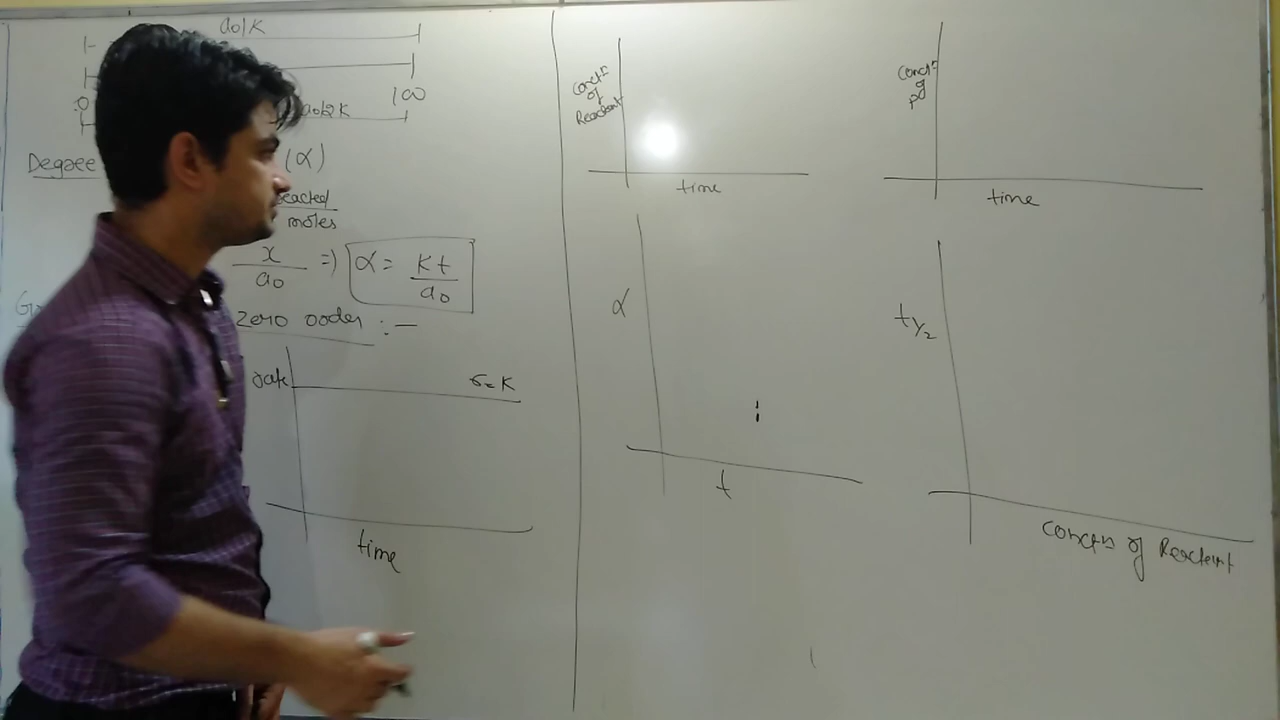 a₀/K
0
100
a₀/2K
Degree
(α)
reacted
moles
x
a₀
=) α = Kt
a₀
zero order :-
rate
r=K
time
Concⁿ
of
Reactant
time
Concⁿ
of
P
time
α
t
t½
Concⁿ of Reactant